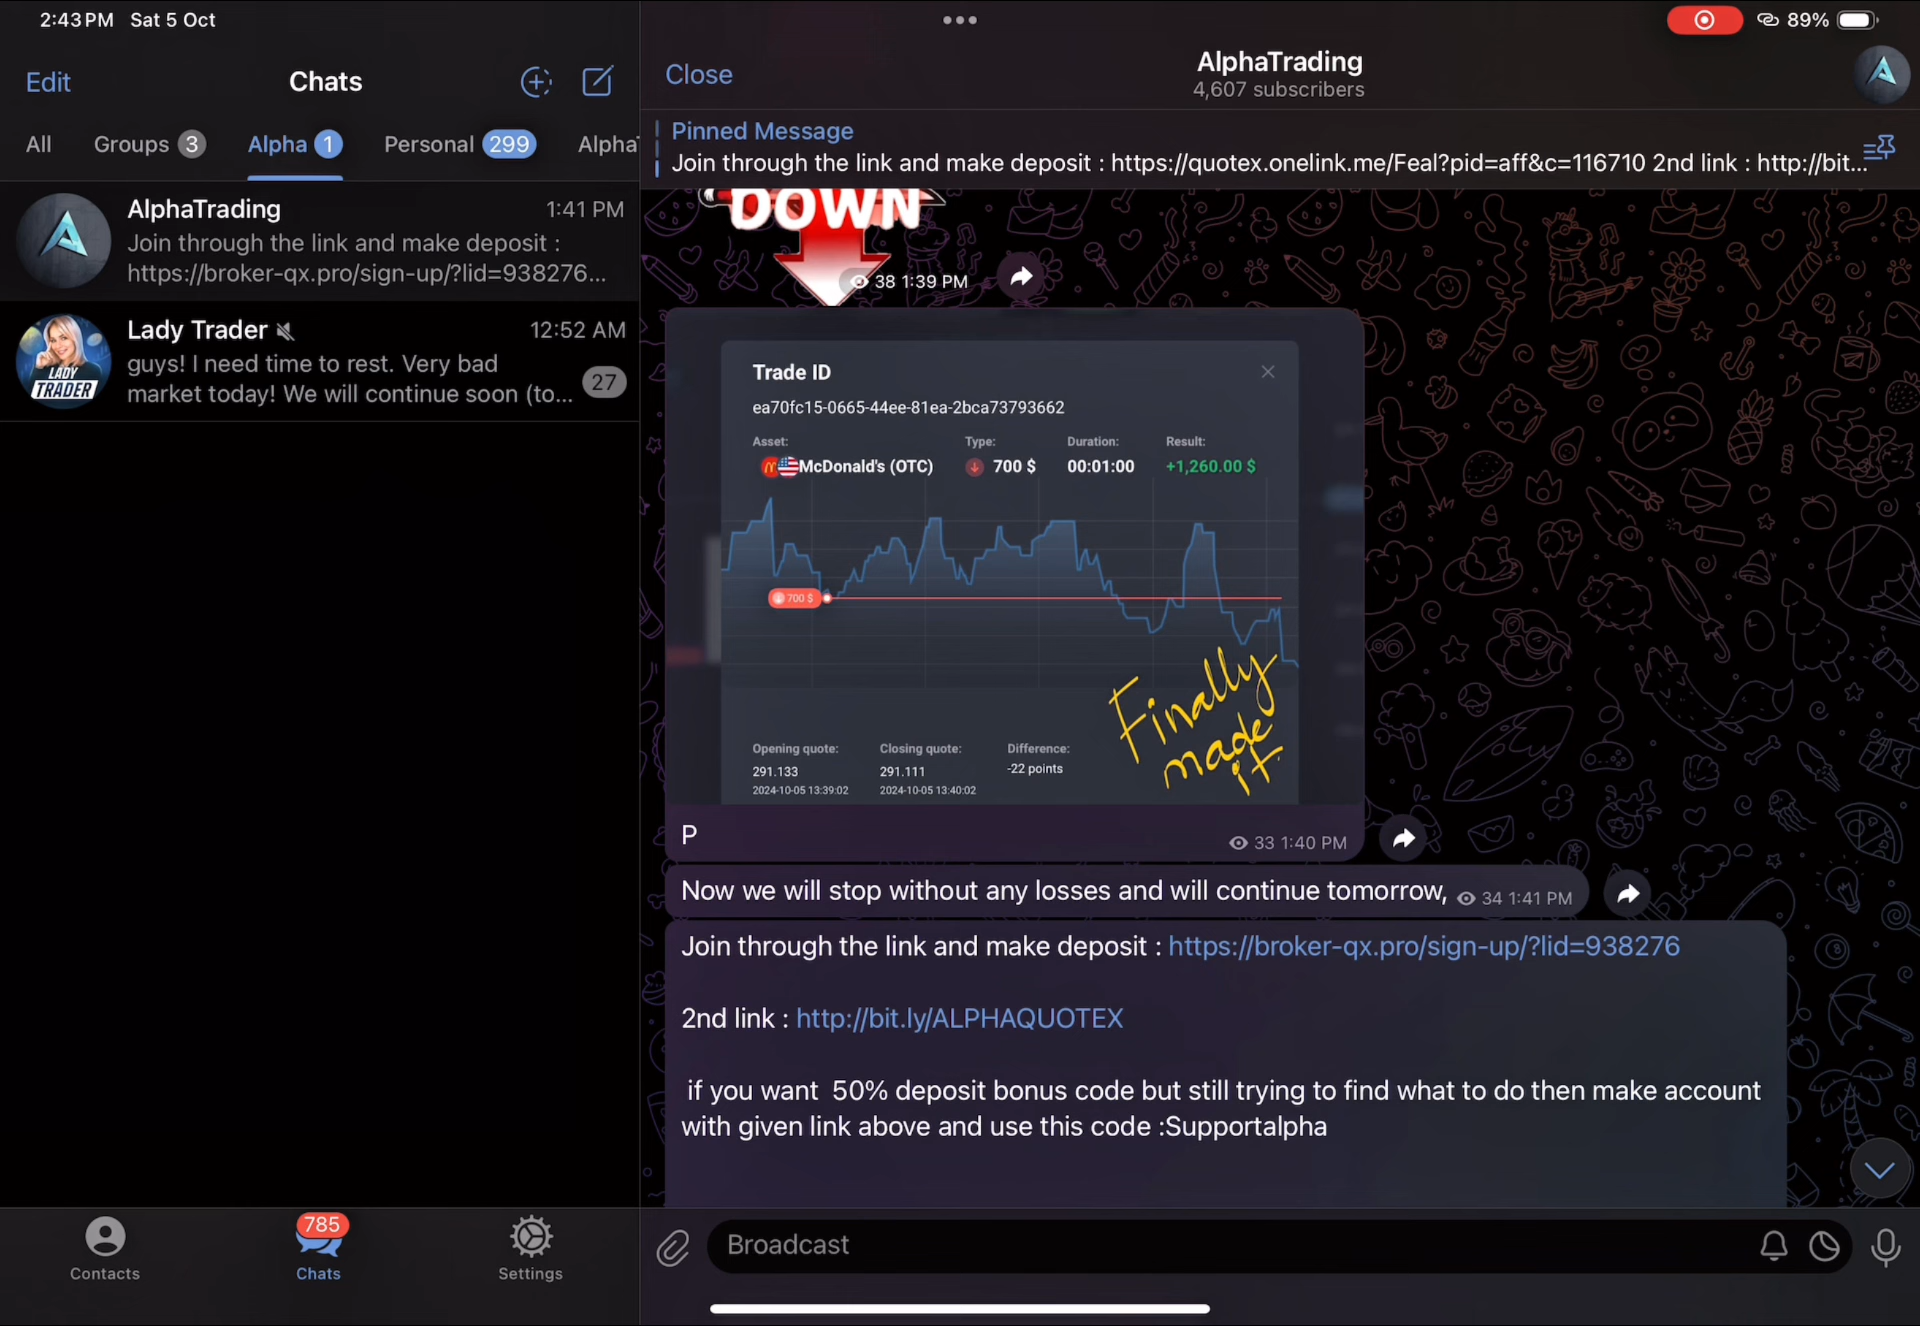 2:43 PM Sat 5 Oct
89%
Edit
Chats
All
Groups 3
Alpha 1
Personal 299
Alpha
AlphaTrading
1:41 PM
Join through the link and make deposit :
https://broker-qx.pro/sign-up/?lid=938276...
Lady Trader
12:52 AM
guys! I need time to rest. Very bad
market today! We will continue soon (to...
27
LADY
TRADER
Contacts
785
Chats
Settings
Close
AlphaTrading
4,607 subscribers
Pinned Message
Join through the link and make deposit : https://quotex.onelink.me/Feal?pid=aff&c=116710 2nd link : http://bit...
DOWN
38 1:39 PM
Trade ID
ea70fc15-0665-44ee-81ea-2bca73793662
Asset: Type: Duration: Result:
McDonald's (OTC) 700 $ 00:01:00 +1,260.00 $
700 $
Finally
made
it.
Opening quote: Closing quote: Difference:
291.133 291.111 -22 points
2024-10-05 13:39:02 2024-10-05 13:40:02
P
33 1:40 PM
Now we will stop without any losses and will continue tomorrow, 34 1:41 PM
Join through the link and make deposit : https://broker-qx.pro/sign-up/?lid=938276
2nd link : http://bit.ly/ALPHAQUOTEX
if you want 50% deposit bonus code but still trying to find what to do then make account
with given link above and use this code :Supportalpha
Broadcast